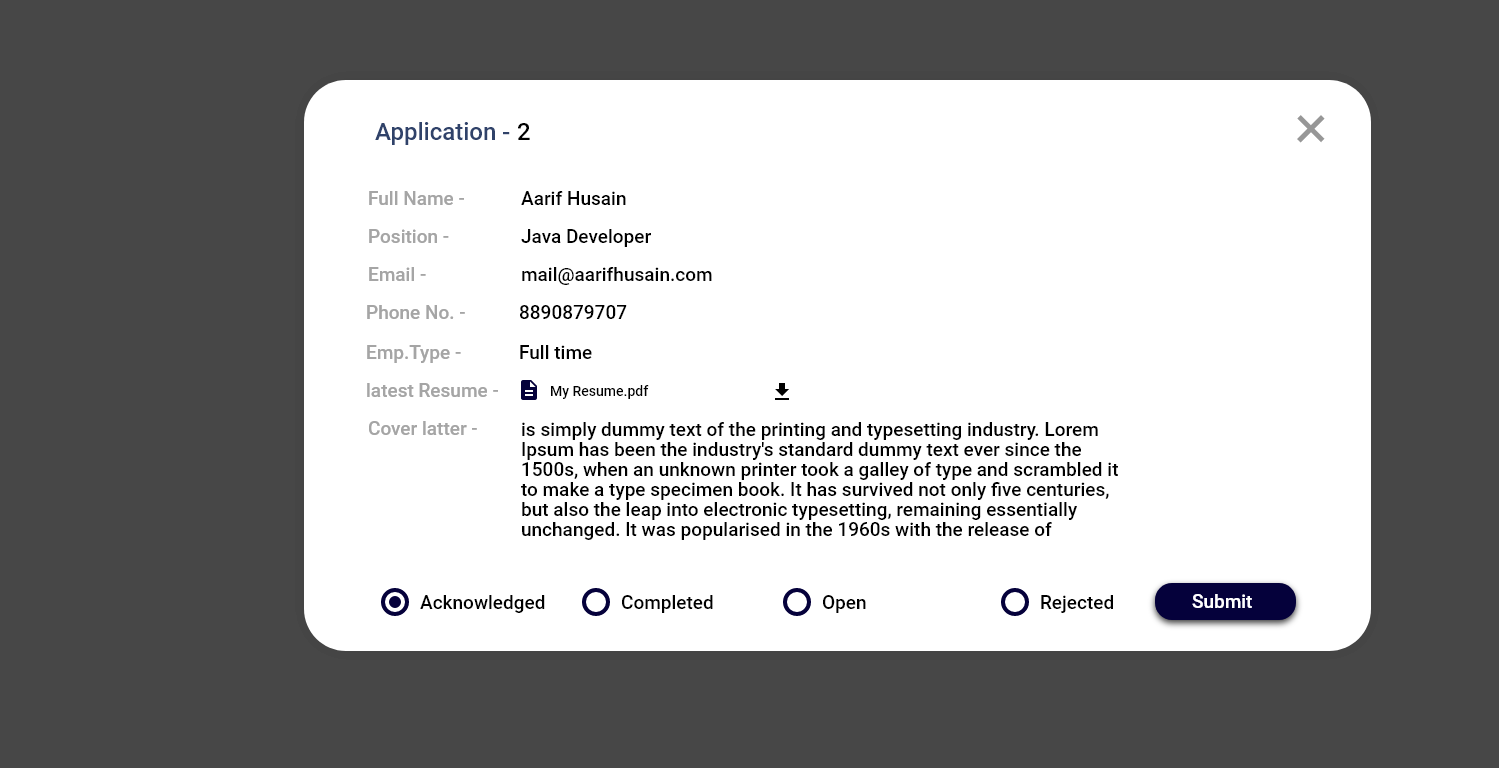 Application - 2
Full Name - Aarif Husain
Position - Java Developer
Email - mail@aarifhusain.com
Phone No. - 8890879707
Emp.Type - Full time
latest Resume - My Resume.pdf
Cover latter - is simply dummy text of the printing and typesetting industry. Lorem
Ipsum has been the industry's standard dummy text ever since the
1500s, when an unknown printer took a galley of type and scrambled it
to make a type specimen book. It has survived not only five centuries,
but also the leap into electronic typesetting, remaining essentially
unchanged. It was popularised in the 1960s with the release of
Acknowledged Completed Open Rejected Submit